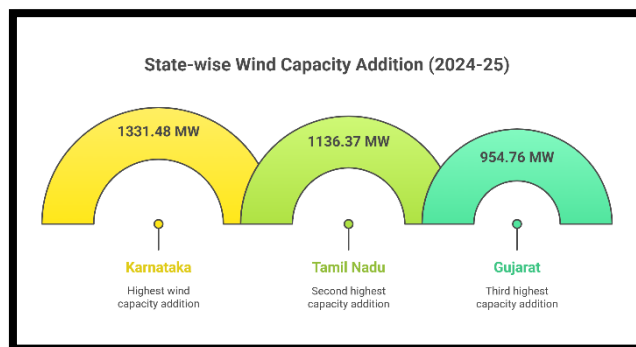 State-wise Wind Capacity Addition (2024-25)
1331.48 MW
1136.37 MW
954.76 MW
Karnataka
Highest wind
capacity addition
Tamil Nadu
Second highest
capacity addition
Gujarat
Third highest
capacity addition